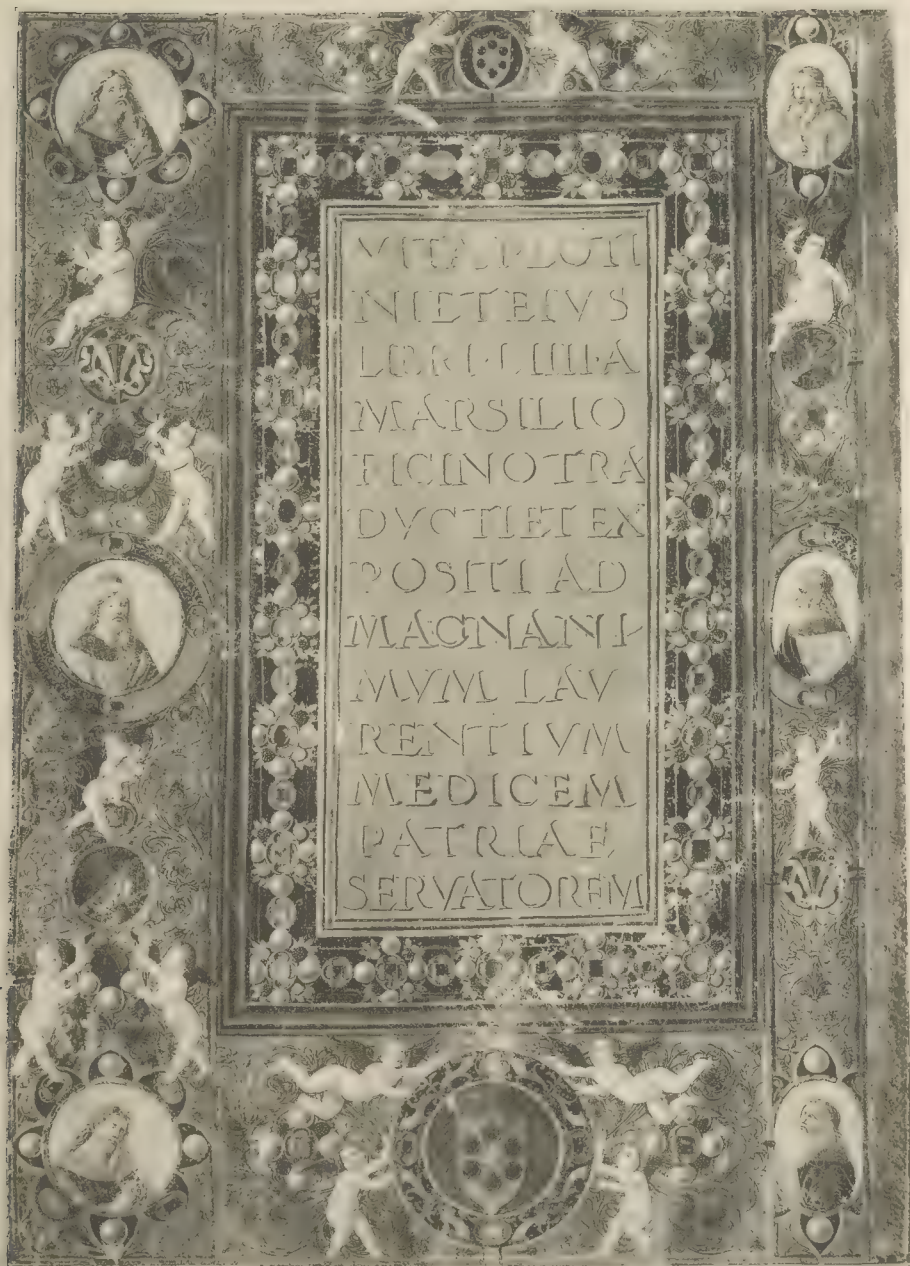 VITA PLOTI
NI ET EIVS
LIBRI LIIII A
MARSILIO
FICINO TRA
DVCTI ET EX
POSITI AD
MAGNANI
MVM LAV
RENTIVM
MEDICEM
PATRIAE
SERVATOREM